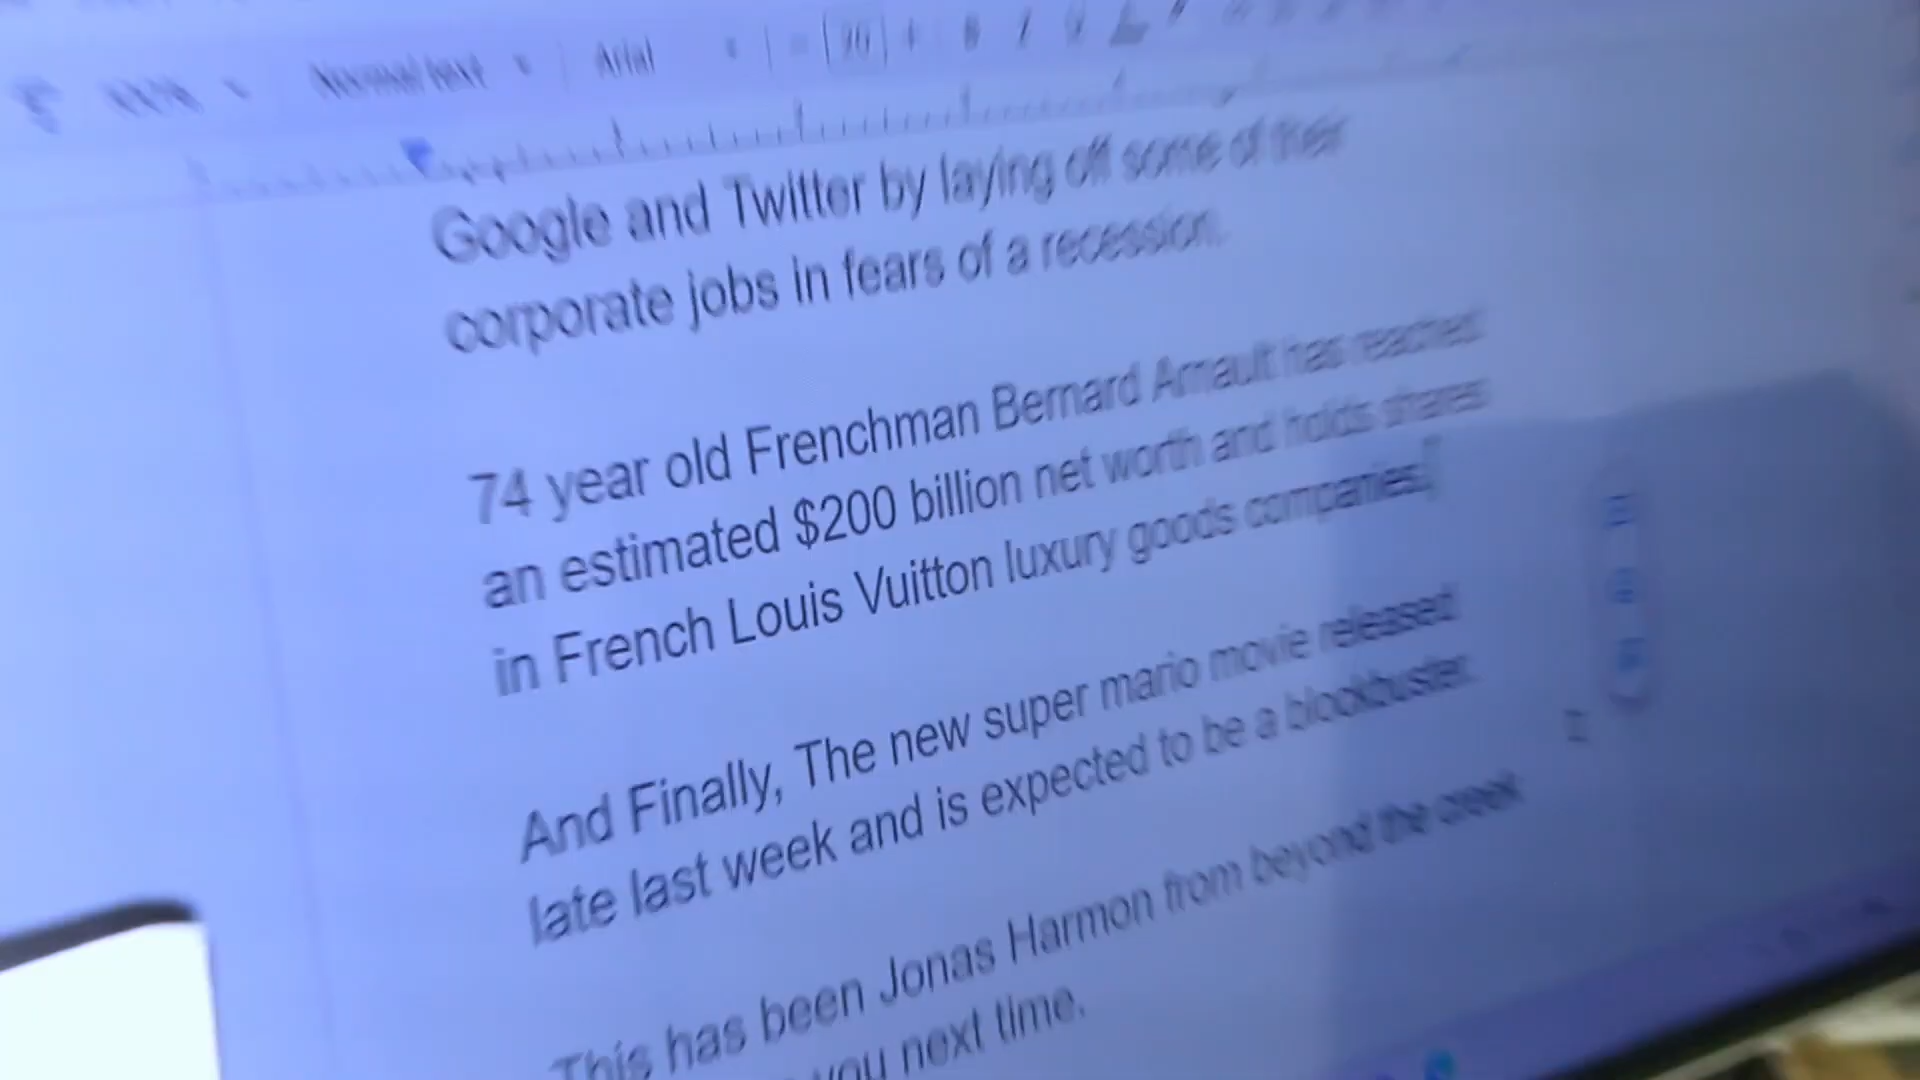 Normal text Arial
Google and Twitter by laying off some of their
corporate jobs in fears of a recession.
74 year old Frenchman Bernard Arnault has reached
an estimated $200 billion net worth and holds shares
in French Louis Vuitton luxury goods companies.
And Finally, The new super mario movie released
late last week and is expected to be a blockbuster.
This has been Jonas Harmon from beyond the creek
you next time.